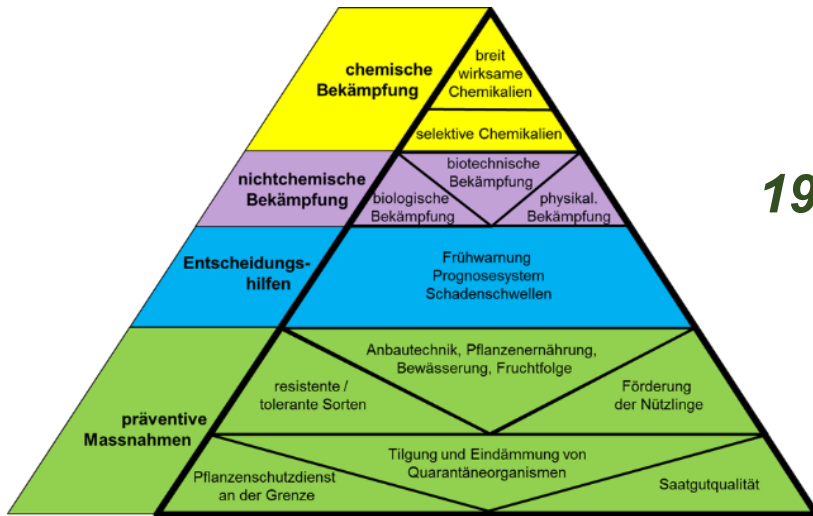 chemische
Bekämpfung
breit
wirksame
Chemikalien
selektive Chemikalien
nichtchemische
Bekämpfung
biotechnische
Bekämpfung
biologische
Bekämpfung
physikal.
Bekämpfung
19
Entscheidungs-
hilfen
Frühwarnung
Prognosesystem
Schadenschwellen
präventive
Massnahmen
Anbautechnik, Pflanzenernährung,
Bewässerung, Fruchtfolge
resistente /
tolerante Sorten
Förderung
der Nützlinge
Tilgung und Eindämmung von
Quarantäneorganismen
Pflanzenschutzdienst
an der Grenze
Saatgutqualität